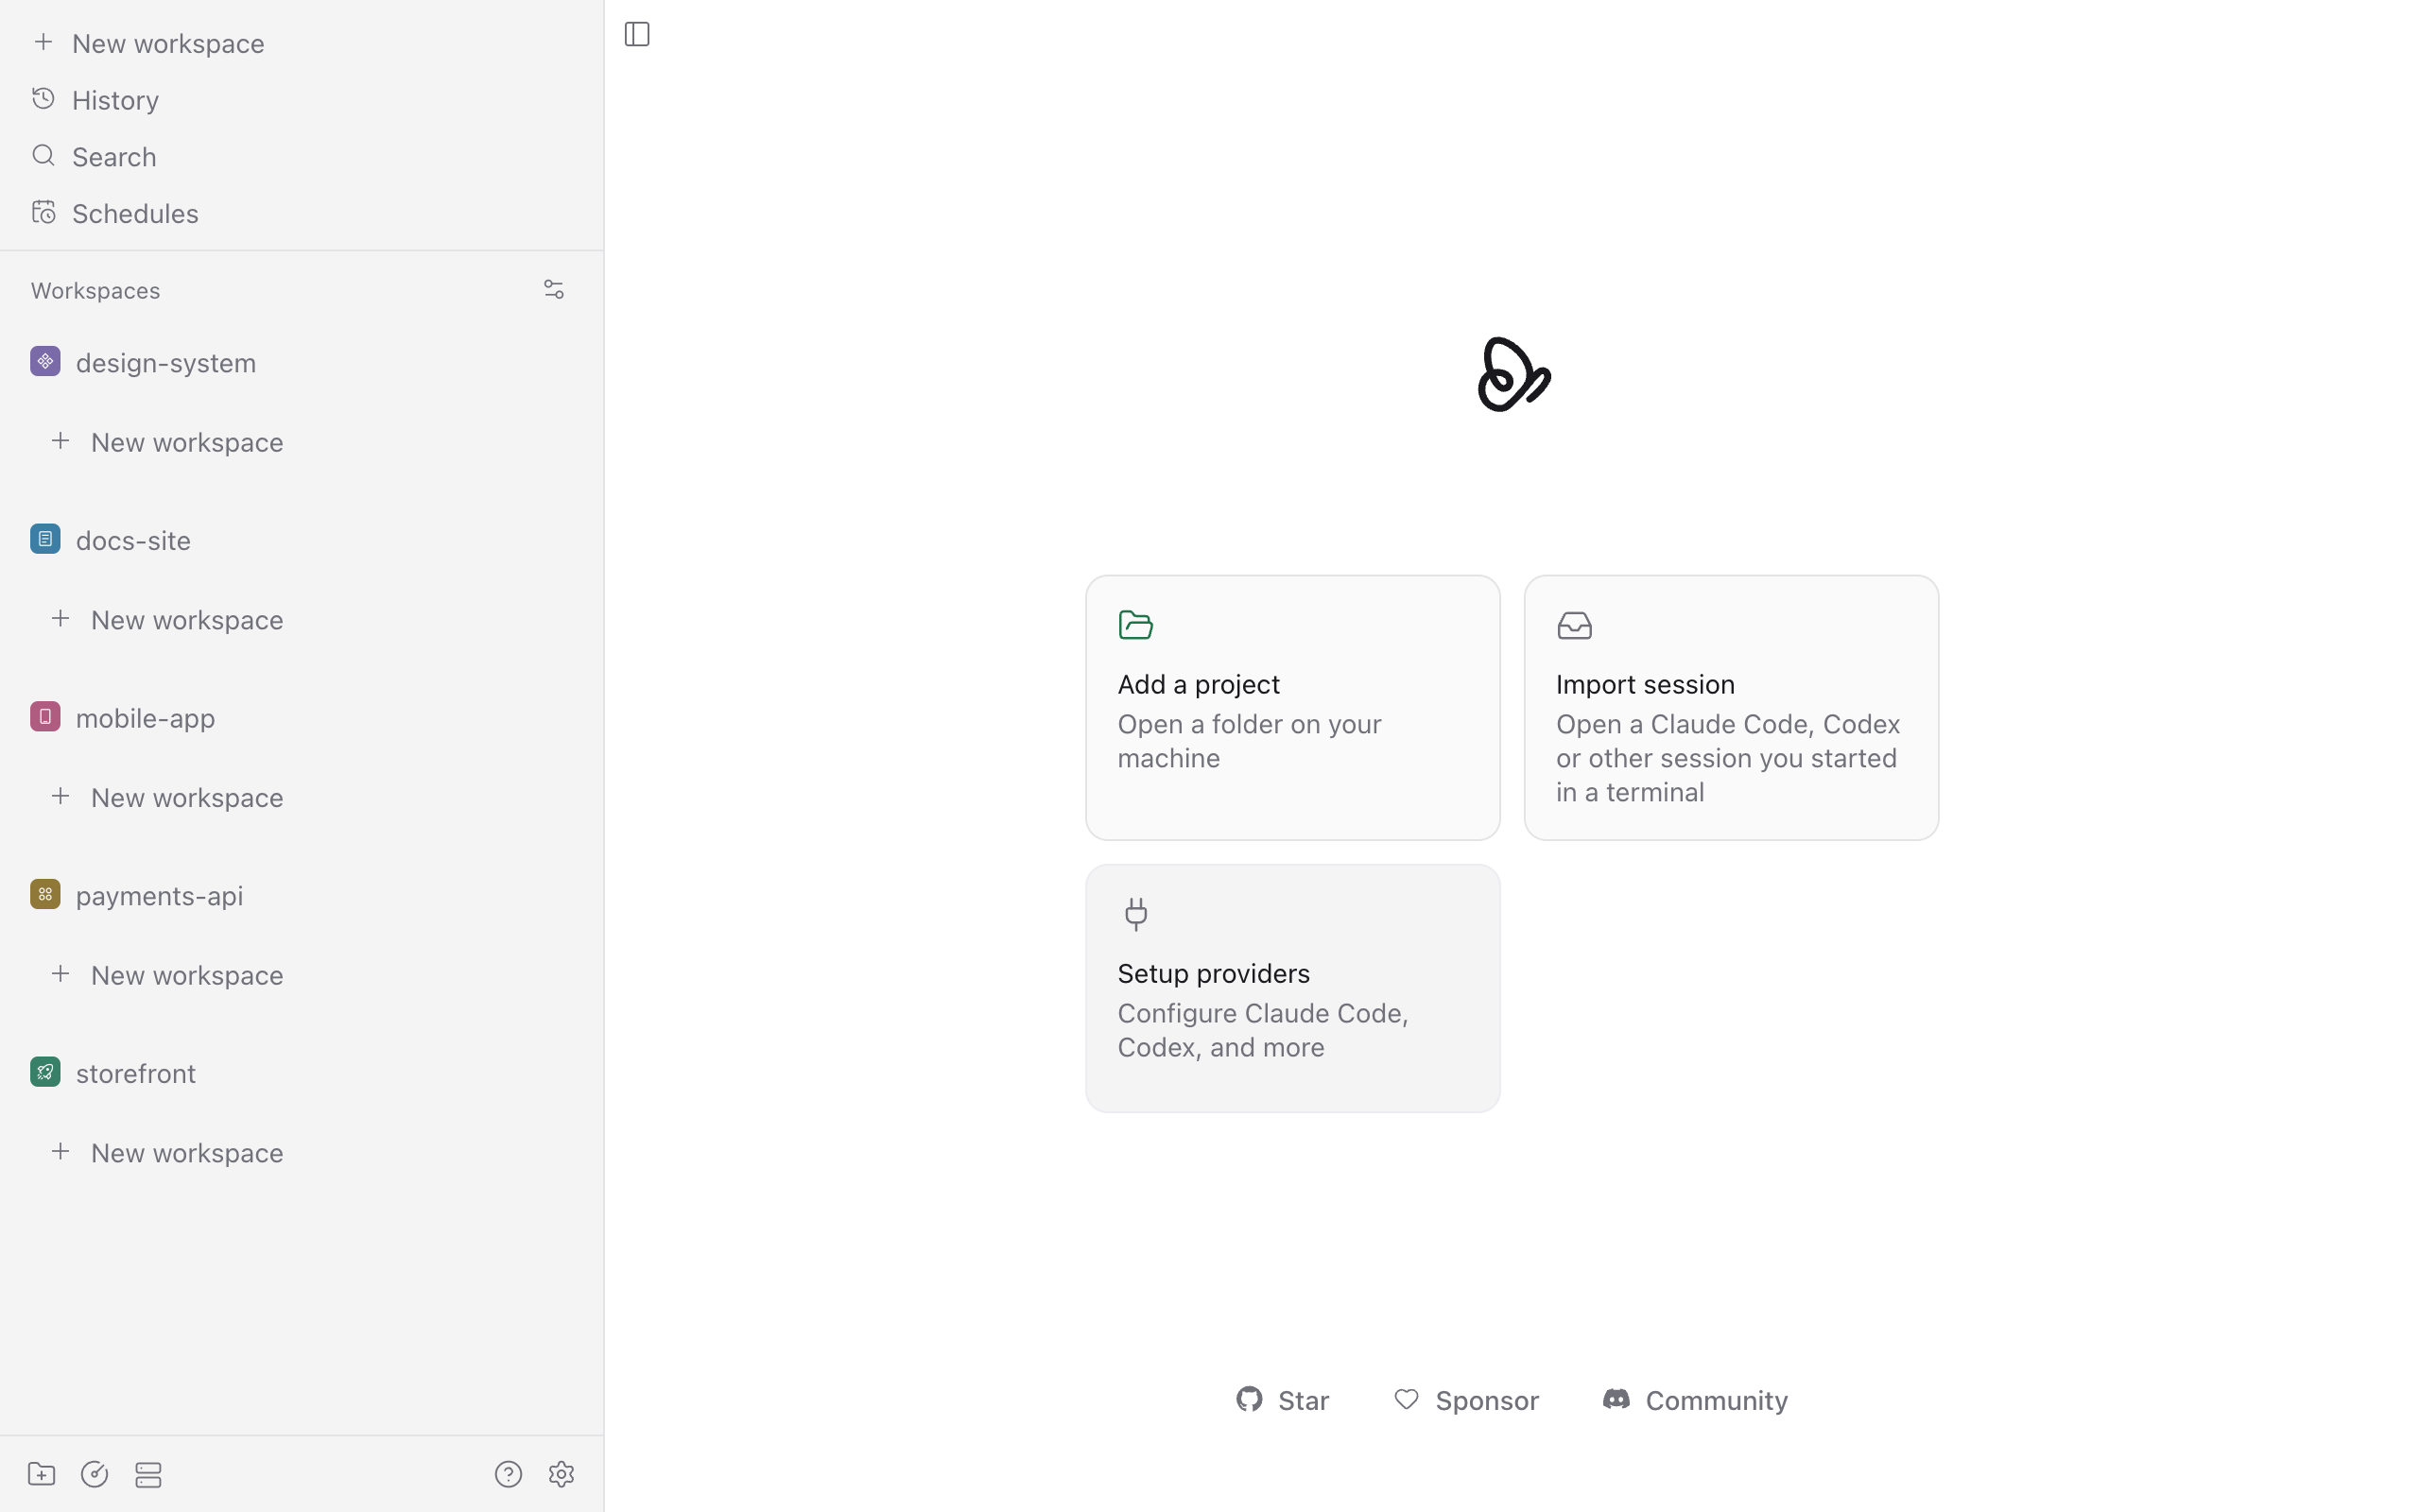 New workspace
History
Search
Schedules
Workspaces
design-system
New workspace
docs-site
New workspace
mobile-app
New workspace
payments-api
New workspace
storefront
New workspace
Add a project
Open a folder on your
machine
Import session
Open a Claude Code, Codex
or other session you started
in a terminal
Setup providers
Configure Claude Code,
Codex, and more
Star
Sponsor
Community